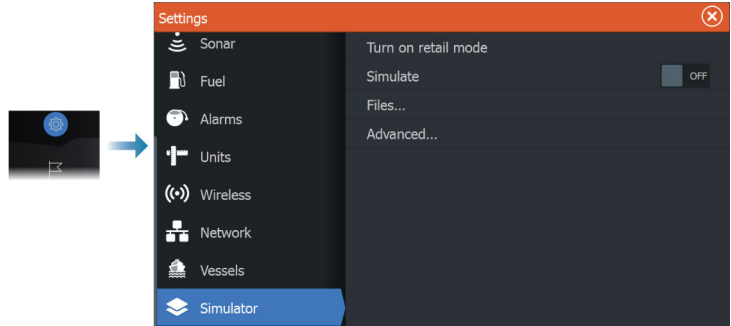 Settings
Sonar
Fuel
Alarms
Units
Wireless
Network
Vessels
Simulator
Turn on retail mode
Simulate OFF
Files...
Advanced...